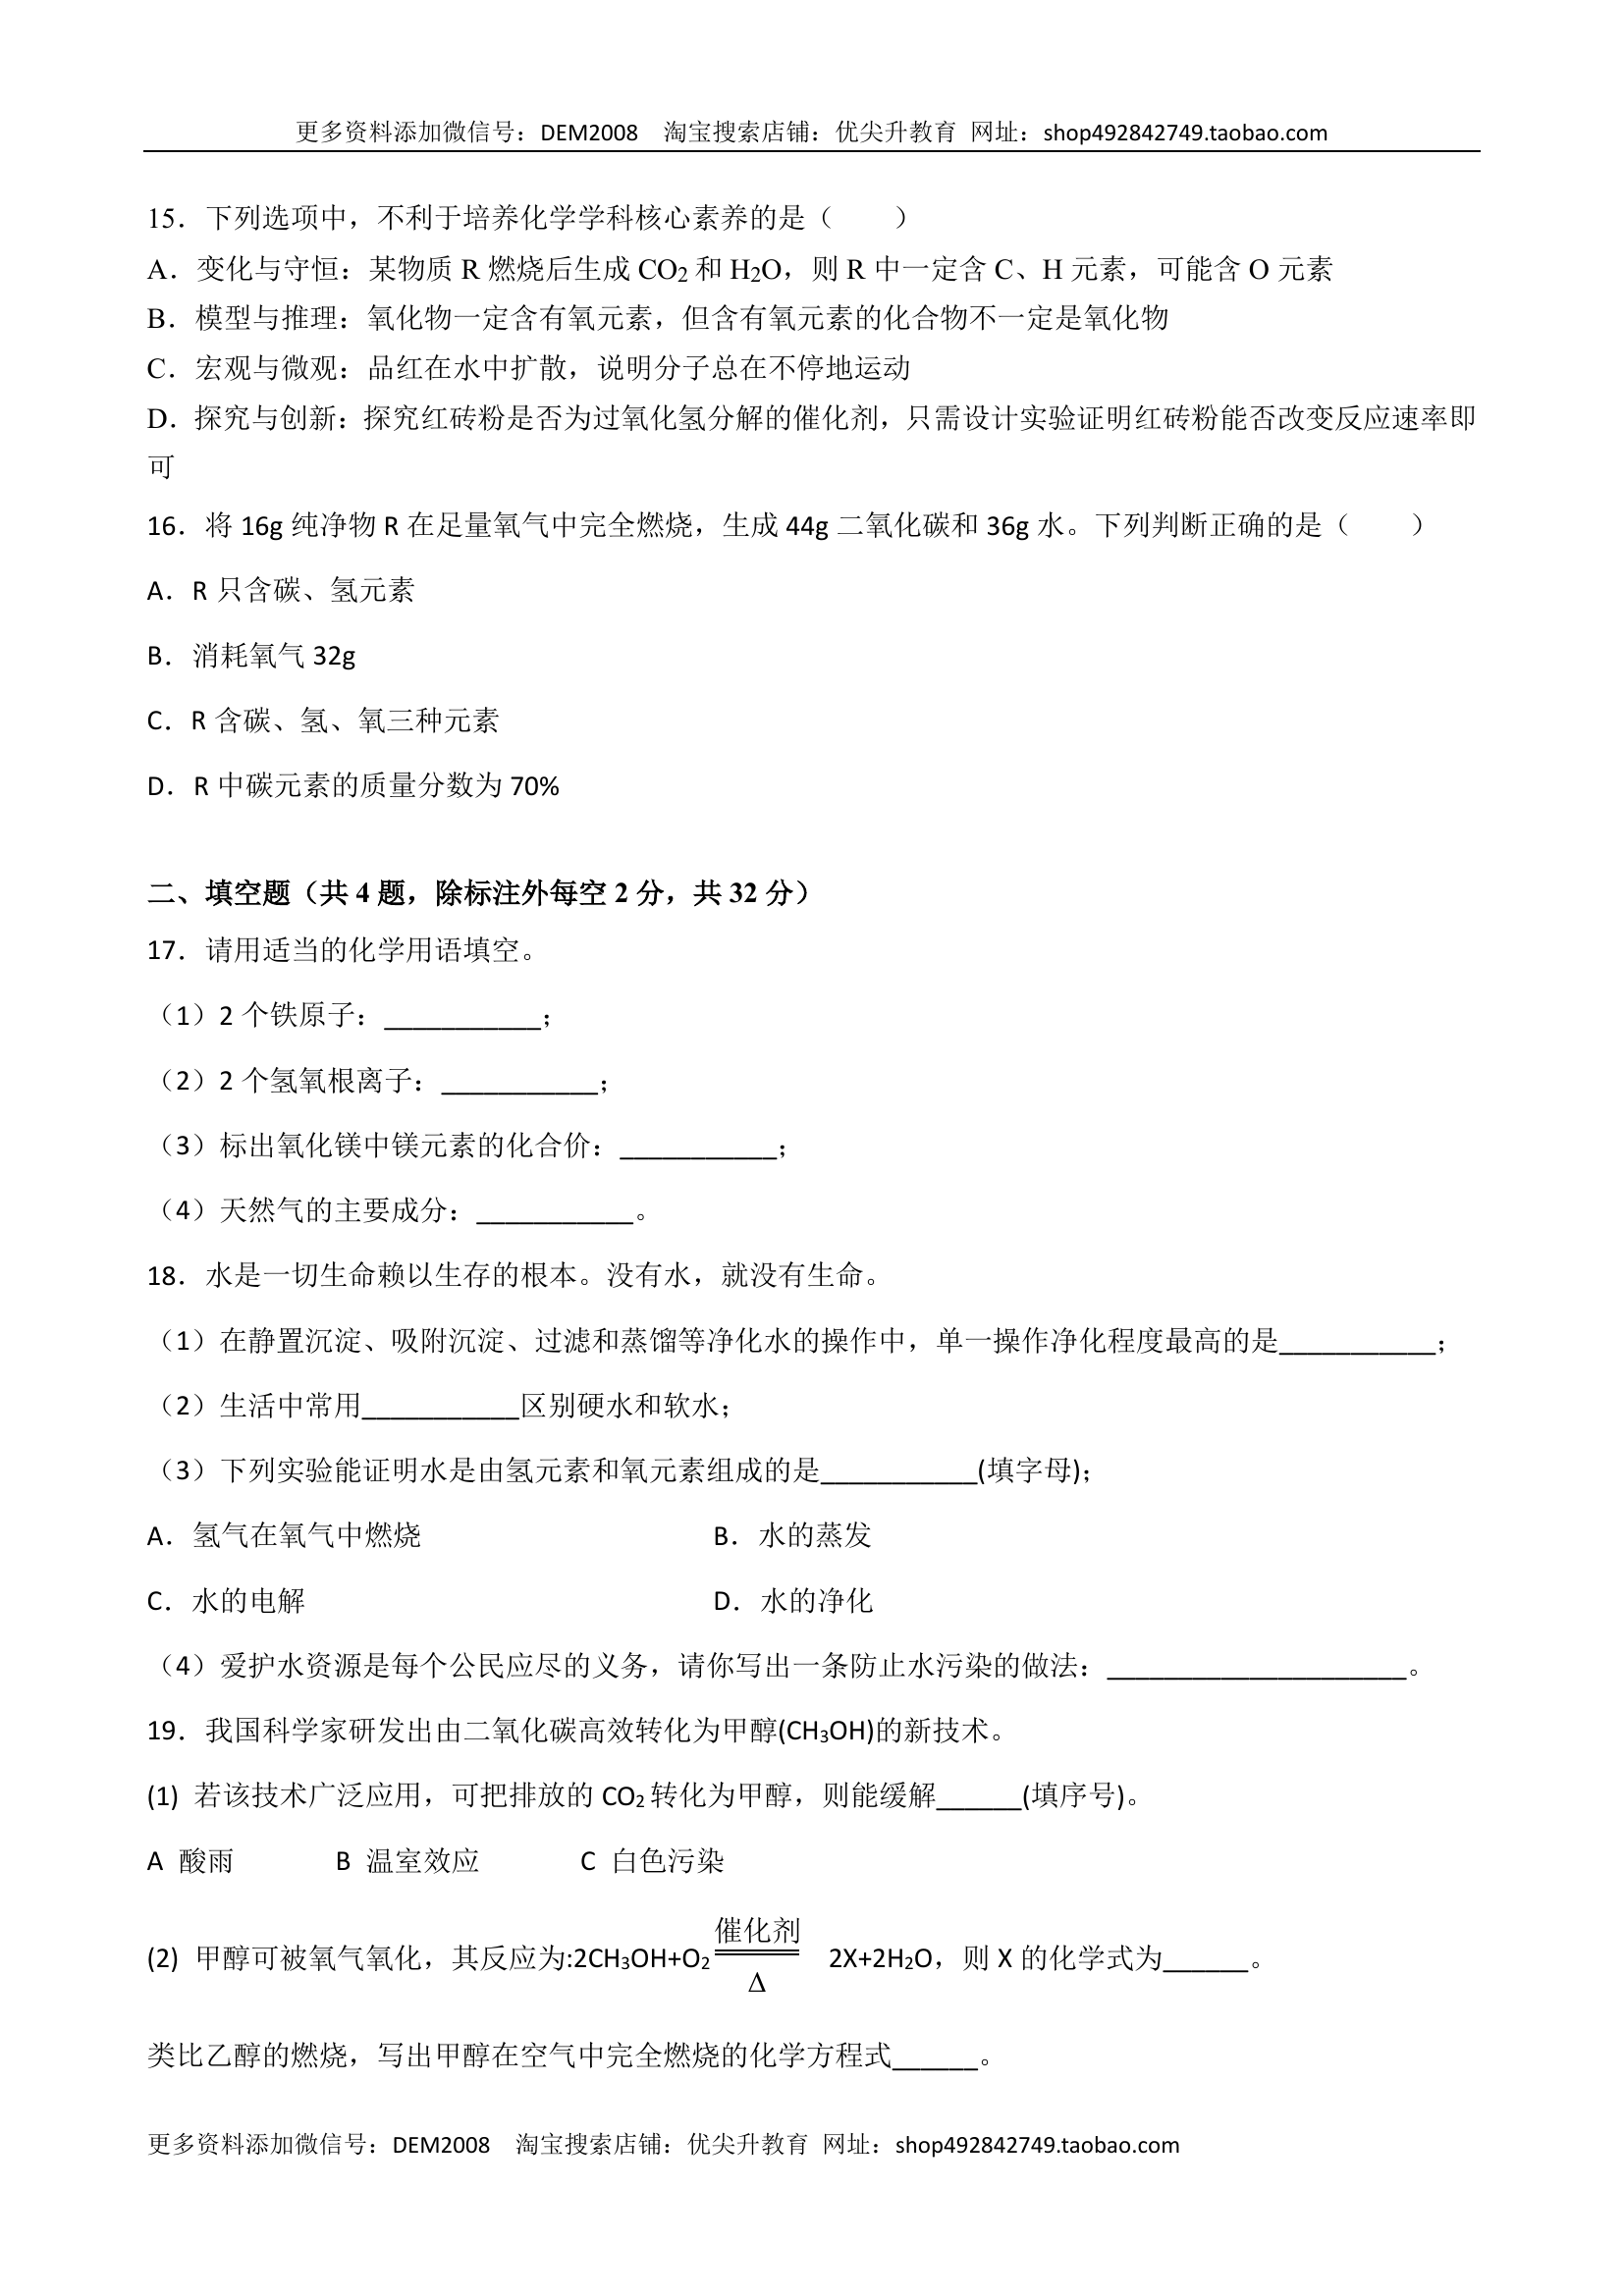 更多资料添加微信号：DEM2008　淘宝搜索店铺：优尖升教育 网址：shop492842749.taobao.com
15．下列选项中，不利于培养化学学科核心素养的是（　　）
A．变化与守恒：某物质 R 燃烧后生成 CO2 和 H2O，则 R 中一定含 C、H 元素，可能含 O 元素
B．模型与推理：氧化物一定含有氧元素，但含有氧元素的化合物不一定是氧化物
C．宏观与微观：品红在水中扩散，说明分子总在不停地运动
D．探究与创新：探究红砖粉是否为过氧化氢分解的催化剂，只需设计实验证明红砖粉能否改变反应速率即
可
16．将 16g 纯净物 R 在足量氧气中完全燃烧，生成 44g 二氧化碳和 36g 水。下列判断正确的是（　　）
A．R 只含碳、氢元素
B．消耗氧气 32g
C．R 含碳、氢、氧三种元素
D．R 中碳元素的质量分数为 70%
二、填空题（共 4 题，除标注外每空 2 分，共 32 分）
17．请用适当的化学用语填空。
（1）2 个铁原子：___________；
（2）2 个氢氧根离子：___________；
（3）标出氧化镁中镁元素的化合价：___________；
（4）天然气的主要成分：___________。
18．水是一切生命赖以生存的根本。没有水，就没有生命。
（1）在静置沉淀、吸附沉淀、过滤和蒸馏等净化水的操作中，单一操作净化程度最高的是___________；
（2）生活中常用___________区别硬水和软水；
（3）下列实验能证明水是由氢元素和氧元素组成的是___________(填字母)；
A．氢气在氧气中燃烧　　B．水的蒸发
C．水的电解　　D．水的净化
（4）爱护水资源是每个公民应尽的义务，请你写出一条防止水污染的做法：_____________________。
19．我国科学家研发出由二氧化碳高效转化为甲醇(CH3OH)的新技术。
(1) 若该技术广泛应用，可把排放的 CO2 转化为甲醇，则能缓解______(填序号)。
A 酸雨　　B 温室效应　　C 白色污染
催化剂
(2) 甲醇可被氧气氧化，其反应为:2CH3OH+O2 ═══ 2X+2H2O，则 X 的化学式为______。
Δ
类比乙醇的燃烧，写出甲醇在空气中完全燃烧的化学方程式______。
更多资料添加微信号：DEM2008　淘宝搜索店铺：优尖升教育 网址：shop492842749.taobao.com